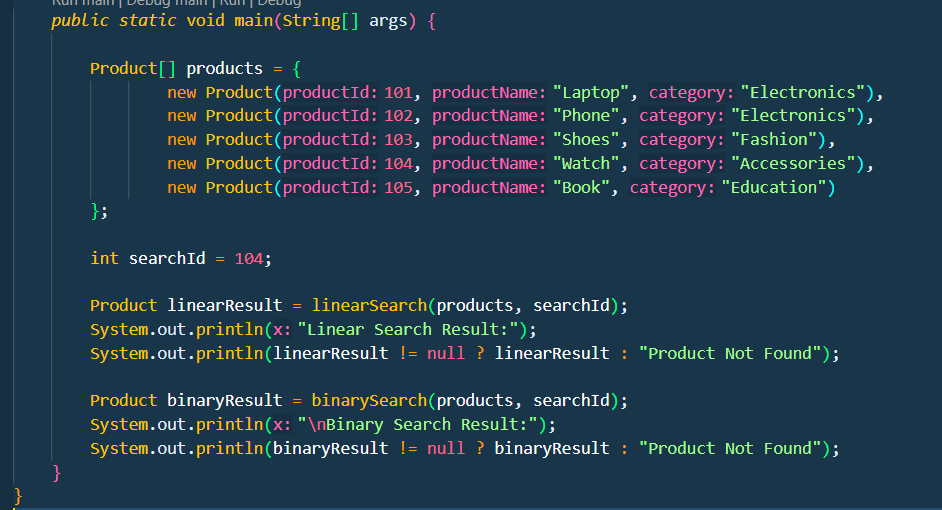 Run main | Debug main | Run | Debug
public static void main(String[] args) {
Product[] products = {
new Product(productId: 101, productName: "Laptop", category: "Electronics"),
new Product(productId: 102, productName: "Phone", category: "Electronics"),
new Product(productId: 103, productName: "Shoes", category: "Fashion"),
new Product(productId: 104, productName: "Watch", category: "Accessories"),
new Product(productId: 105, productName: "Book", category: "Education")
};
int searchId = 104;
Product linearResult = linearSearch(products, searchId);
System.out.println(x: "Linear Search Result:");
System.out.println(linearResult != null ? linearResult : "Product Not Found");
Product binaryResult = binarySearch(products, searchId);
System.out.println(x: "\nBinary Search Result:");
System.out.println(binaryResult != null ? binaryResult : "Product Not Found");
}
}